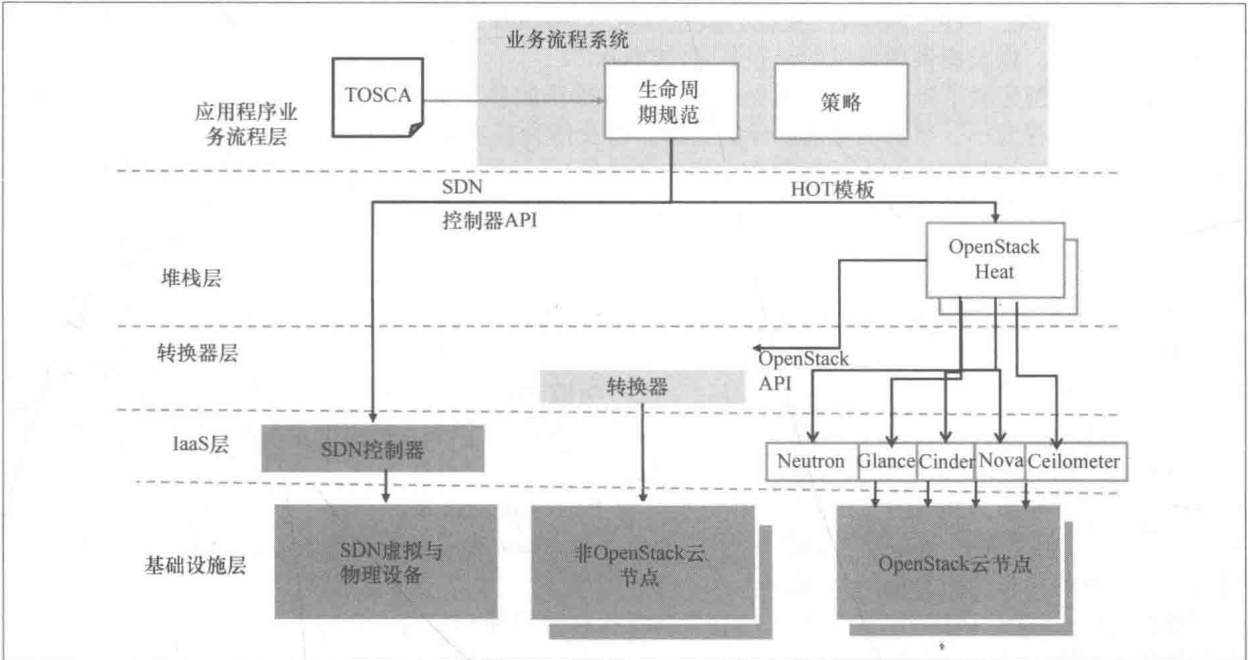 业务流程系统
TOSCA
生命周
期规范
策略
应用程序业
务流程层
SDN
控制器API
HOT模板
OpenStack
Heat
堆栈层
转换器层
OpenStack
API
转换器
IaaS层
SDN控制器
Neutron
Glance
Cinder
Nova
Ceilometer
基础设施层
SDN虚拟与
物理设备
非OpenStack云
节点
OpenStack云节点